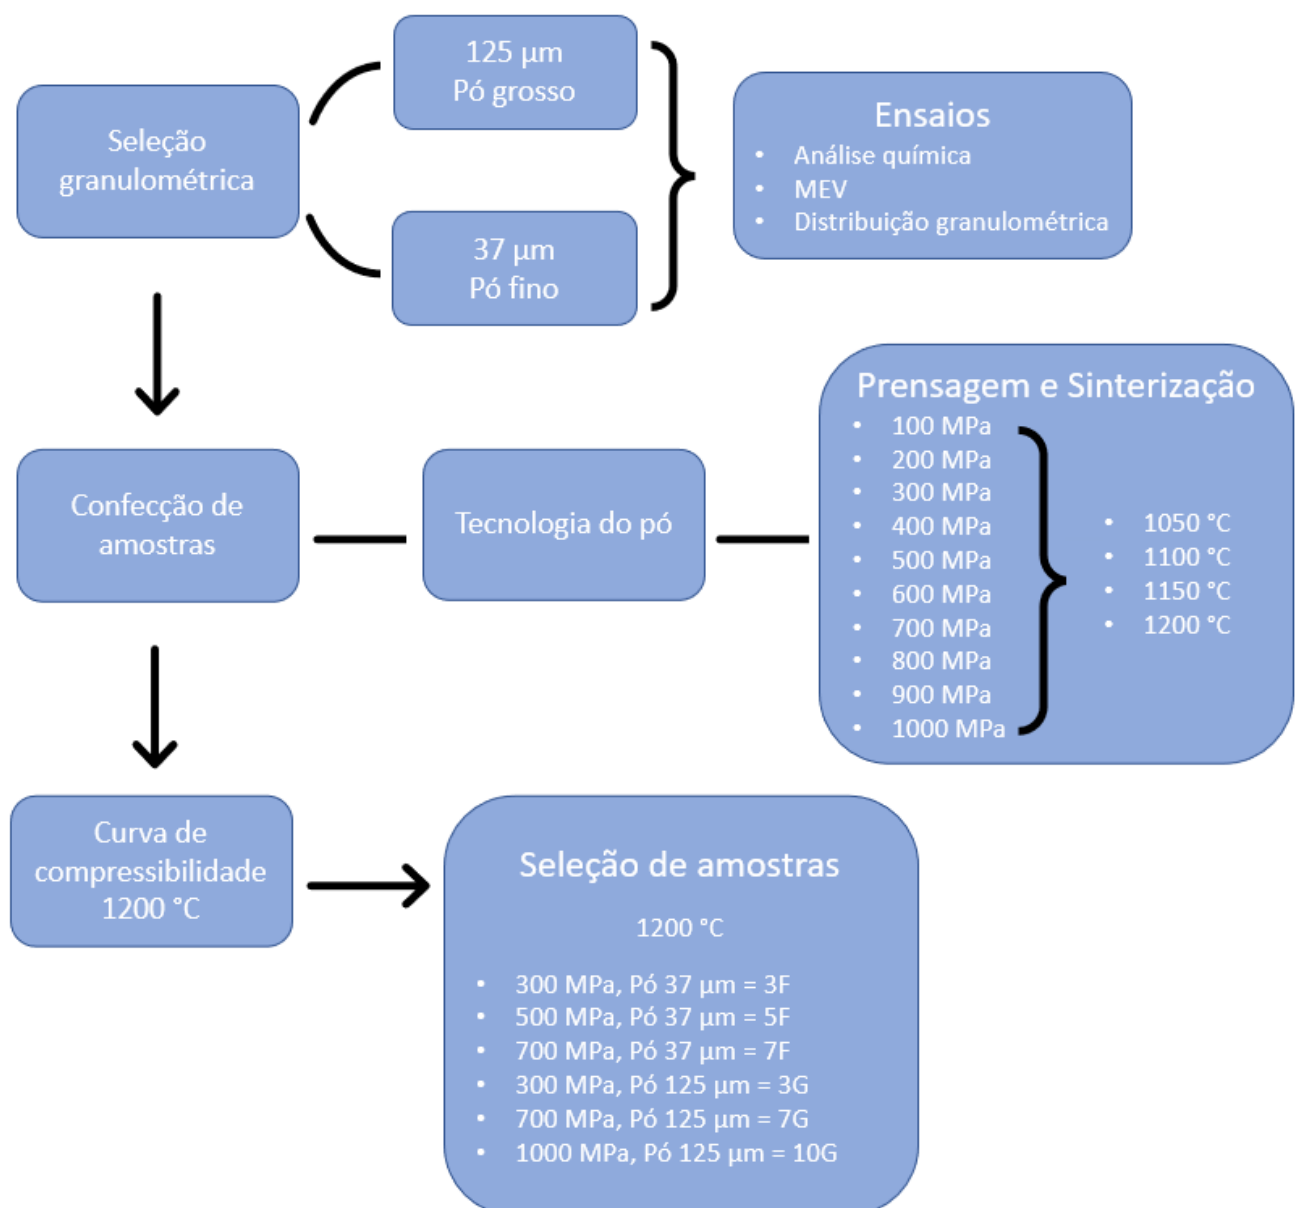 Seleção
granulométrica
125 µm
Pó grosso
37 µm
Pó fino
Ensaios
• Análise química
• MEV
• Distribuição granulométrica
Confecção de
amostras
Tecnologia do pó
Prensagem e Sinterização
• 100 MPa
• 200 MPa
• 300 MPa
• 400 MPa
• 500 MPa
• 600 MPa
• 700 MPa
• 800 MPa
• 900 MPa
• 1000 MPa
• 1050 °C
• 1100 °C
• 1150 °C
• 1200 °C
Curva de
compressibilidade
1200 °C
Seleção de amostras
1200 °C
• 300 MPa, Pó 37 µm = 3F
• 500 MPa, Pó 37 µm = 5F
• 700 MPa, Pó 37 µm = 7F
• 300 MPa, Pó 125 µm = 3G
• 700 MPa, Pó 125 µm = 7G
• 1000 MPa, Pó 125 µm = 10G